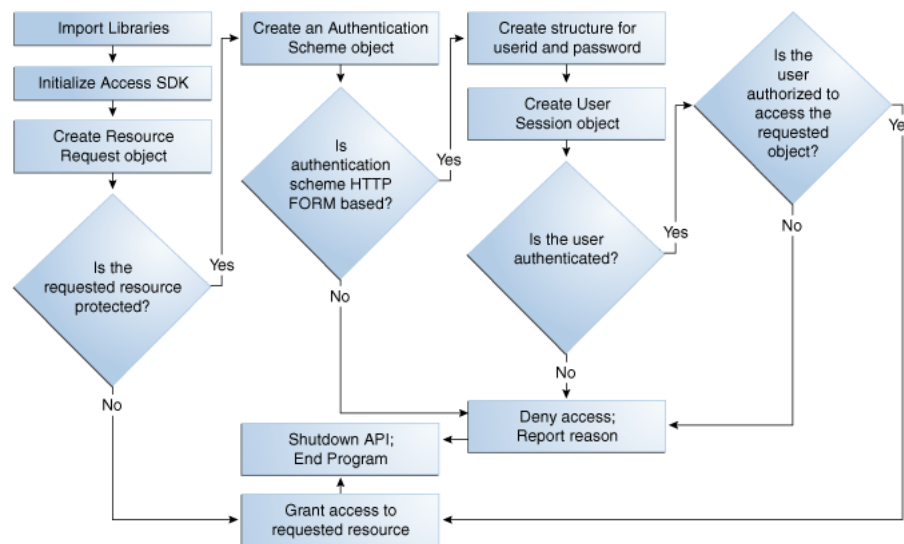 Import Libraries
Initialize Access SDK
Create Resource
Request object
Is the
requested resource
protected?
Yes
No
Create an Authentication
Scheme object
Is
authentication
scheme HTTP
FORM based?
Yes
No
Create structure for
userid and password
Create User
Session object
Is the user
authenticated?
Yes
No
Is the
user
authorized to
access the
requested
object?
Ye
No
Deny access;
Report reason
Shutdown API;
End Program
Grant access to
requested resource